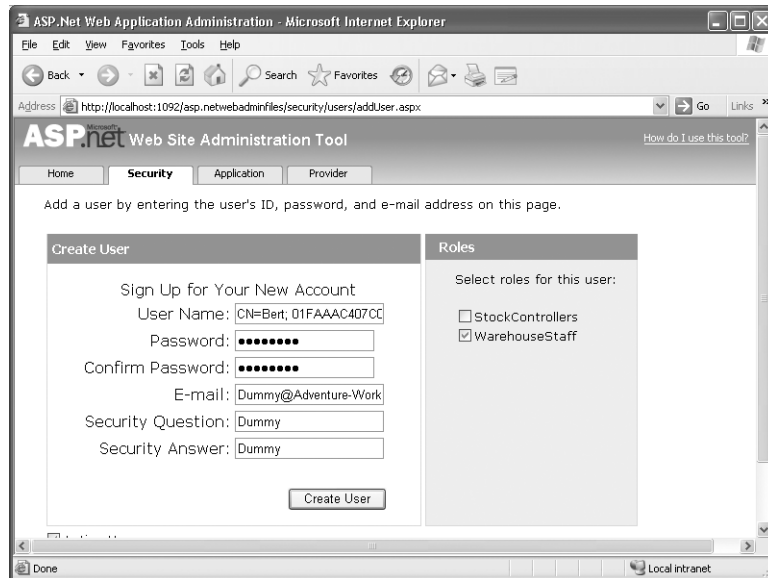 ASP.Net Web Application Administration - Microsoft Internet Explorer
File Edit View Favorites Tools Help
Back Search Favorites
Address http://localhost:1092/asp.netwebadminfiles/security/users/addUser.aspx Go Links »
Microsoft
ASP.net Web Site Administration Tool How do I use this tool?
Home Security Application Provider
Add a user by entering the user's ID, password, and e-mail address on this page.
Create User
Sign Up for Your New Account
User Name: CN=Bert; 01FAAAC407CD
Password: ●●●●●●●●
Confirm Password: ●●●●●●●●
E-mail: Dummy@Adventure-Work
Security Question: Dummy
Security Answer: Dummy
Create User
Roles
Select roles for this user:
StockControllers
WarehouseStaff
Done Local intranet